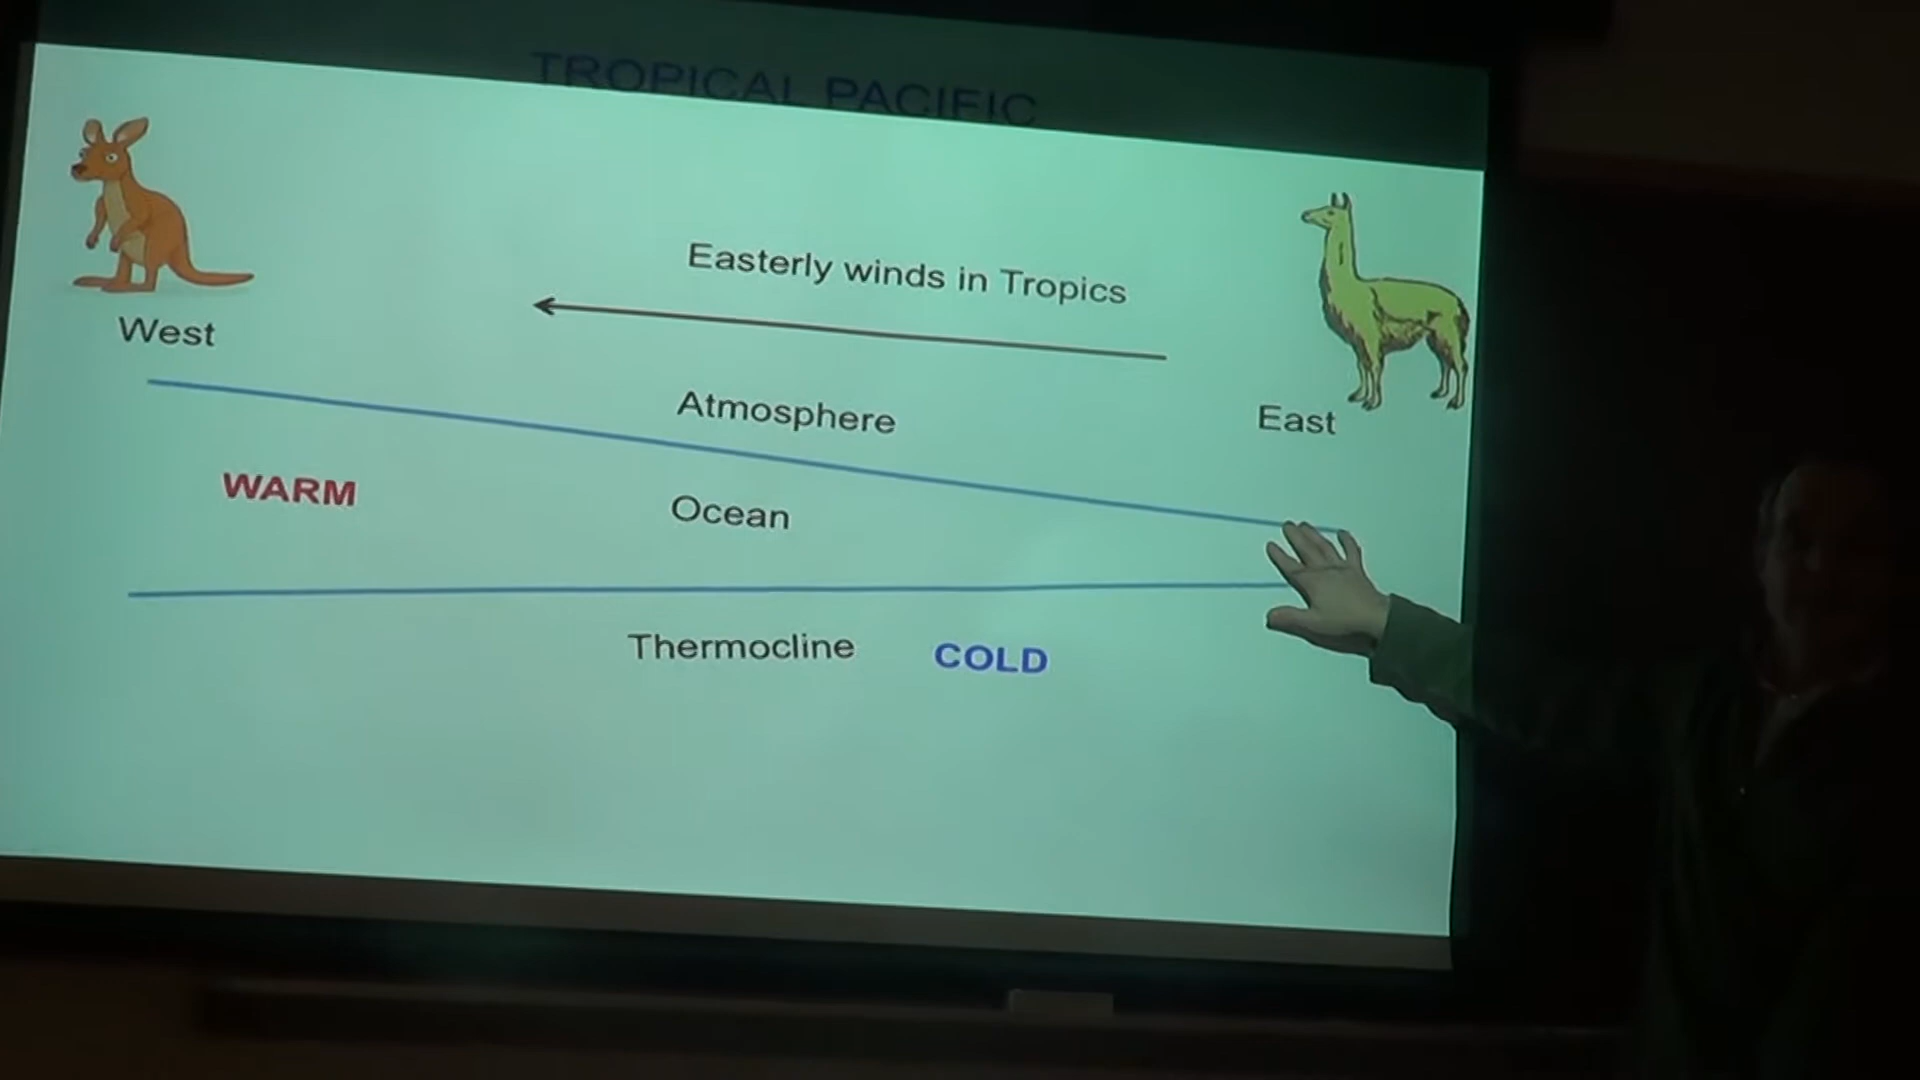 TROPICAL PACIFIC
Easterly winds in Tropics
West
Atmosphere
East
WARM
Ocean
Thermocline
COLD